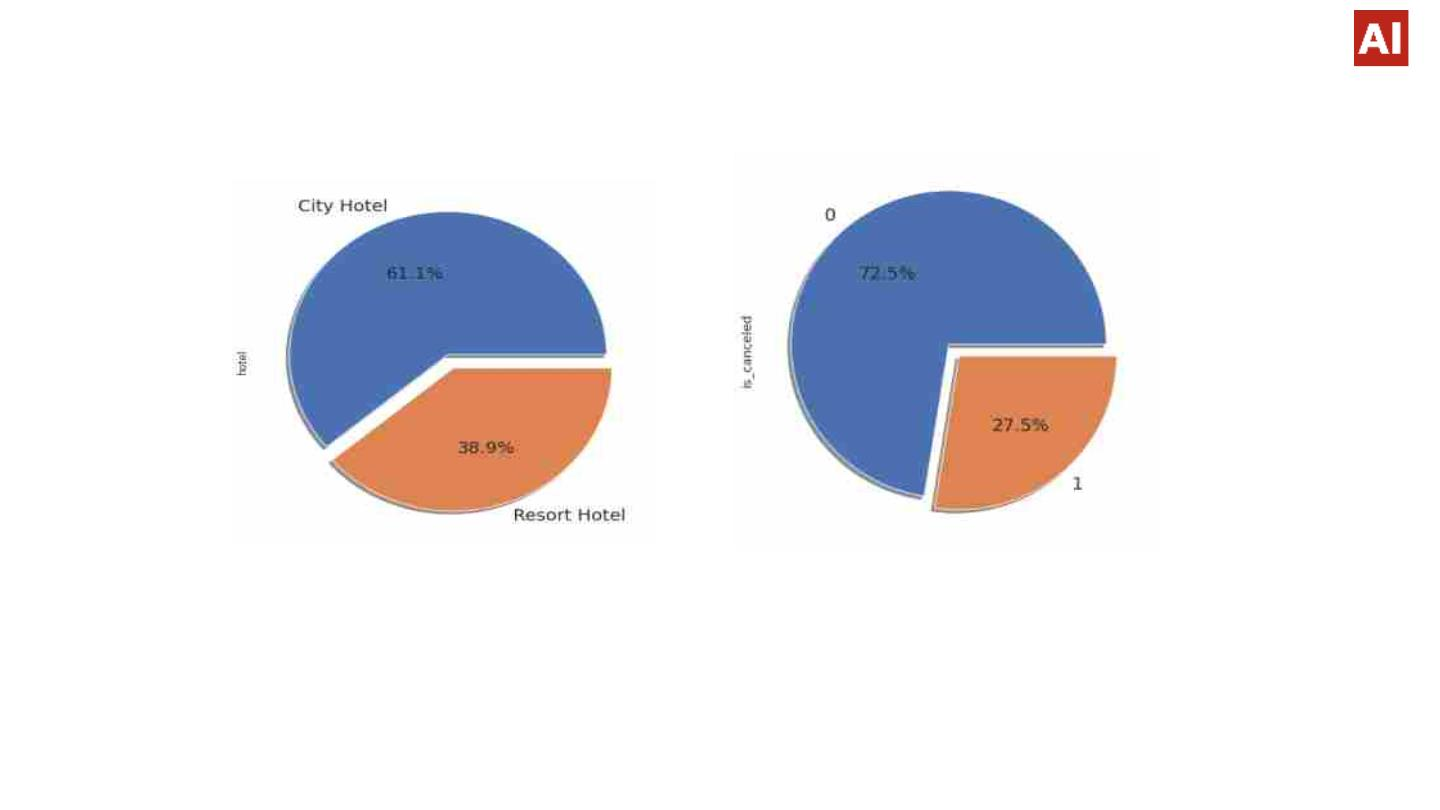 AI
City Hotel
61.1%
hotel
38.9%
Resort Hotel
0
72.5%
is_canceled
27.5%
1